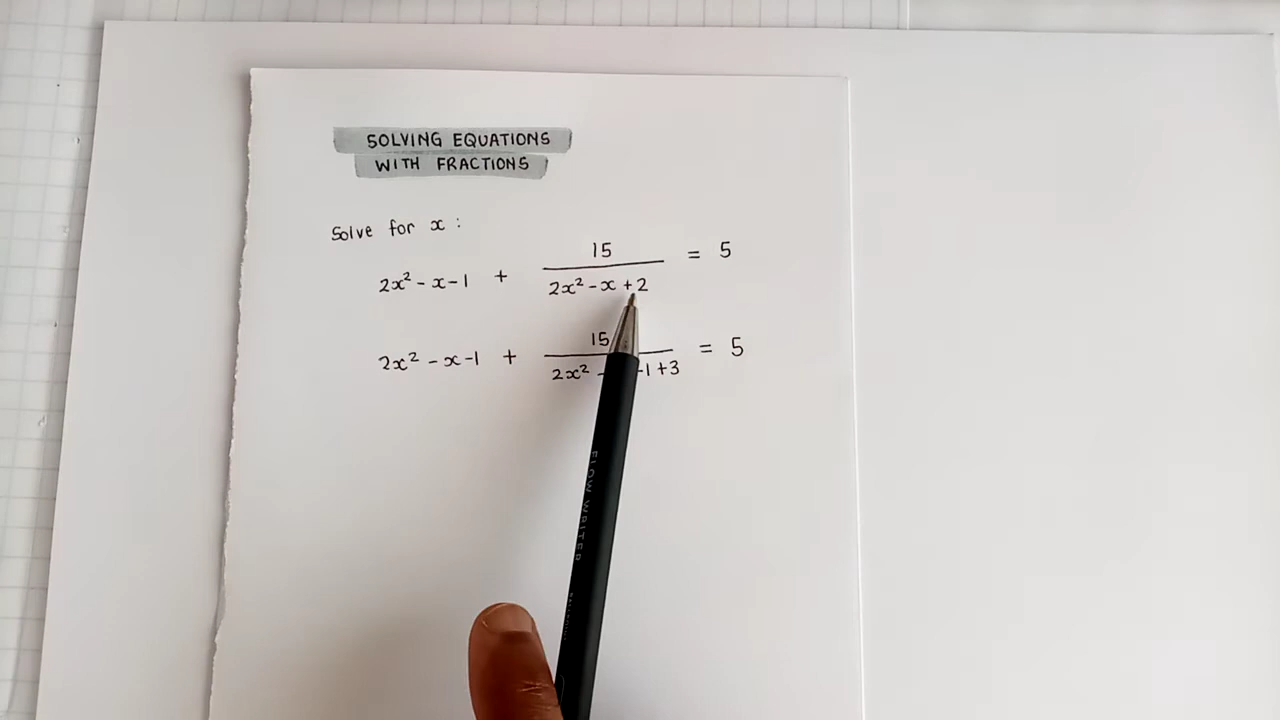 SOLVING EQUATIONS
WITH FRACTIONS
Solve for x :
2x² - x - 1 + 15 / (2x² - x + 2) = 5
2x² - x - 1 + 15 / (2x² - 1 + 3) = 5
FLOW WRITER